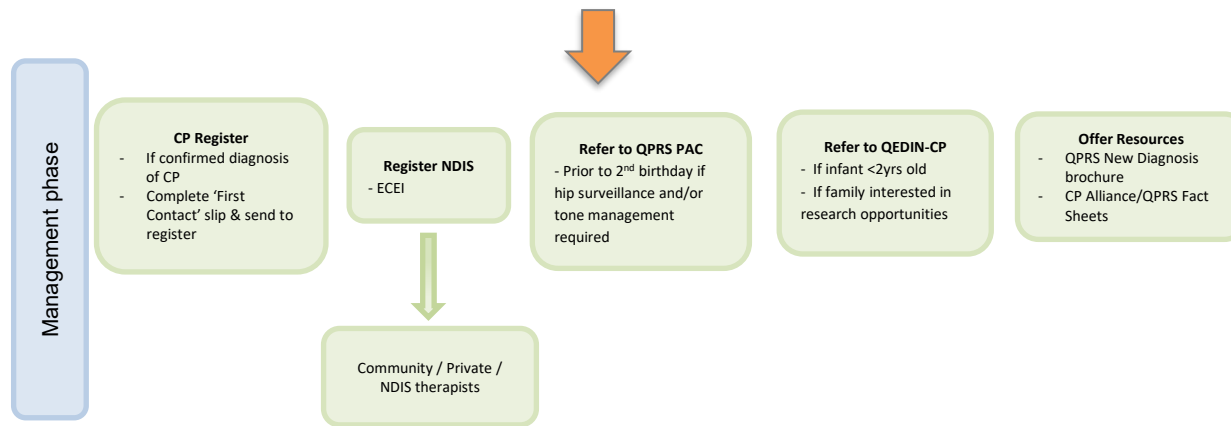 Management phase
CP Register
- If confirmed diagnosis
of CP
- Complete ‘First
Contact’ slip & send to
register
Register NDIS
- ECEI
Community / Private /
NDIS therapists
Refer to QPRS PAC
- Prior to 2nd birthday if
hip surveillance and/or
tone management
required
Refer to QEDIN-CP
- If infant <2yrs old
- If family interested in
research opportunities
Offer Resources
- QPRS New Diagnosis
brochure
- CP Alliance/QPRS Fact
Sheets